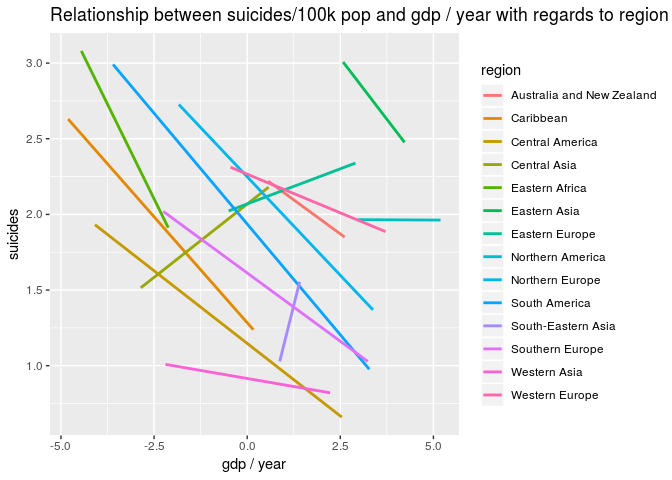 Relationship between suicides/100k pop and gdp / year with regards to region
3.0
2.5
2.0
1.5
1.0
suicides
-5.0
-2.5
0.0
2.5
5.0
gdp / year
region
Australia and New Zealand
Caribbean
Central America
Central Asia
Eastern Africa
Eastern Asia
Eastern Europe
Northern America
Northern Europe
South America
South-Eastern Asia
Southern Europe
Western Asia
Western Europe